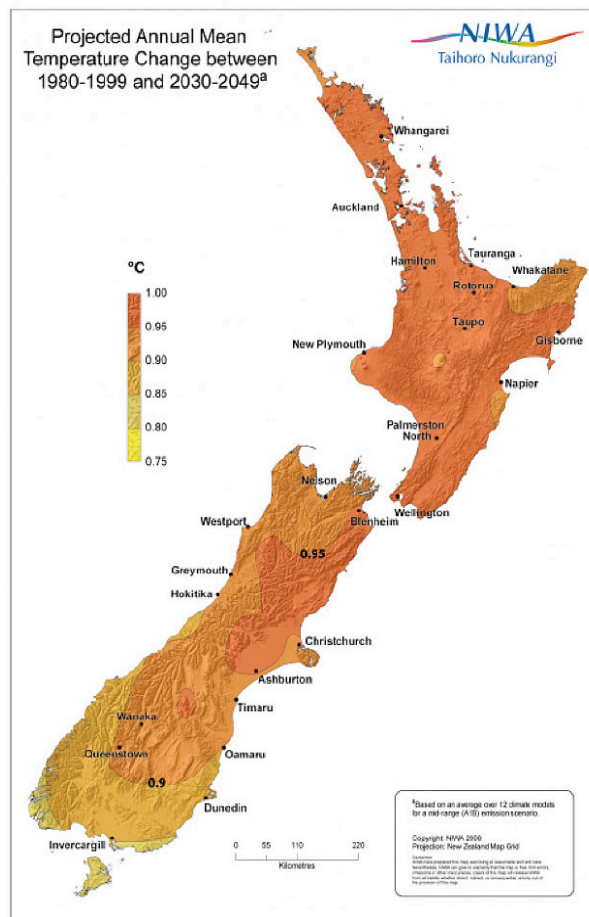 Projected Annual Mean
Temperature Change between
1980-1999 and 2030-2049ª
NIWA
Taihoro Nukurangi
Whangarei
Auckland
Tauranga
Hamilton
Whakatane
Rotorua
Taupo
Gisborne
New Plymouth
Napier
Palmerston
North
ºC
1.00
0.95
0.90
0.85
0.80
0.75
Nelson
Wellington
Blenheim
Westport
0.95
Greymouth
Hokitika
Christchurch
Ashburton
Timaru
Wanaka
Queenstown
Oamaru
0.9
Dunedin
Invercargill
0 60 110 220
Kilometres
ªBased on an average over 12 climate models
for a mid-range (A1B) emission scenario.
Copyright: NIWA
Projection: New Zealand Map Grid
Disclaimer